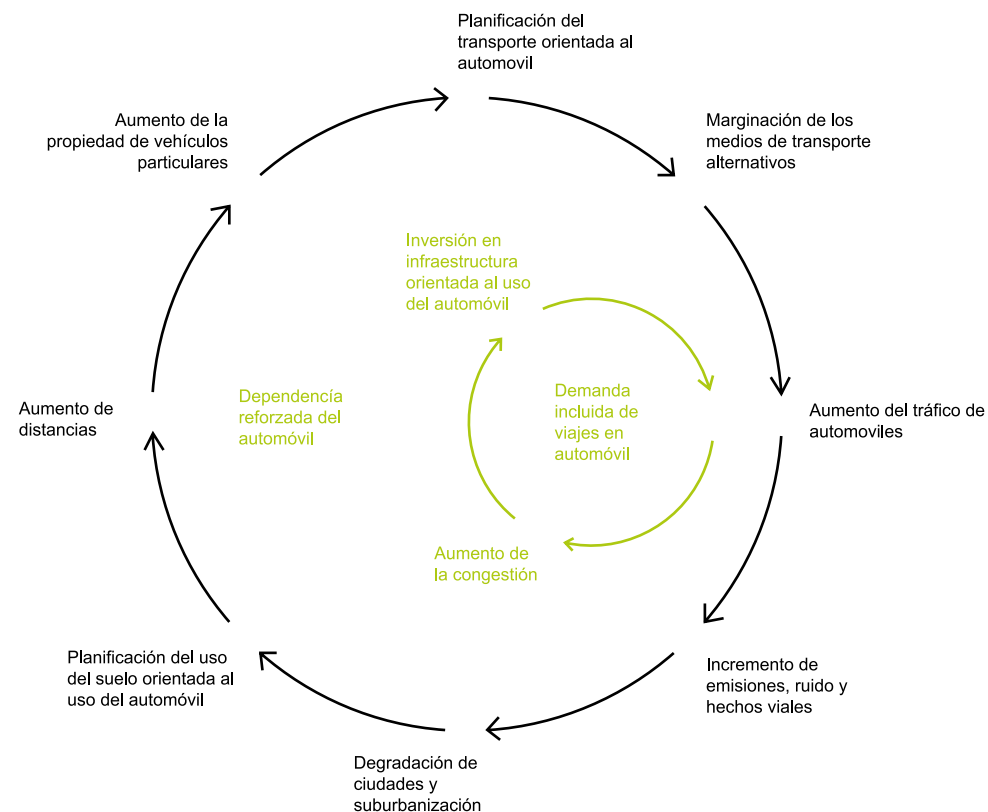 Planificación del
transporte orientada al
automovil
Marginación de los
medios de transporte
alternativos
Aumento del tráfico de
automoviles
Incremento de
emisiones, ruido y
hechos viales
Degradación de
ciudades y
suburbanización
Planificación del uso
del suelo orientada al
uso del automóvil
Aumento de
distancias
Aumento de la
propiedad de vehículos
particulares
Inversión en
infraestructura
orientada al uso
del automóvil
Dependencía
reforzada del
automóvil
Demanda
incluida de
viajes en
automóvil
Aumento de
la congestión